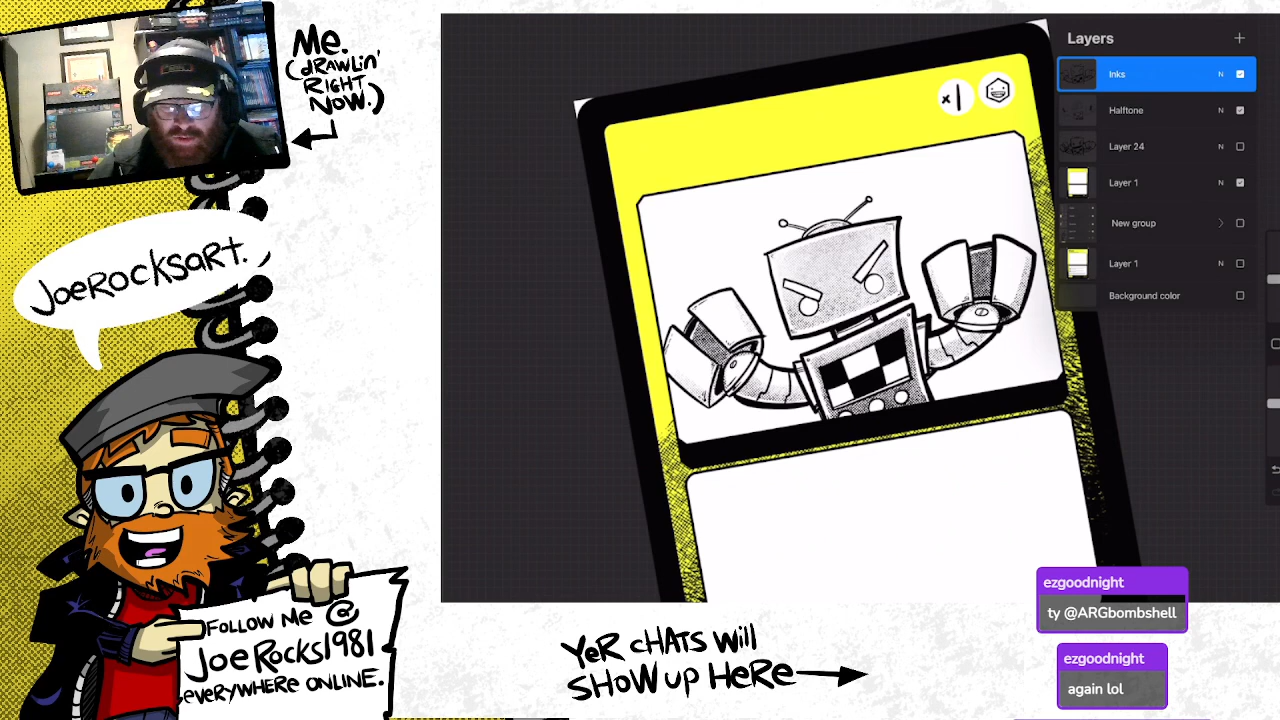 Me.
(drawlin'
right
now.)
JoeRocksart.
Follow me @
JoeRocks1981
everywhere online.
x1
Layers
Inks N
Halftone N
Layer 24 N
Layer 1 N
New group
Layer 1 N
Background color
Yer chats will
show up here
ezgoodnight
ty @ARGbombshell
ezgoodnight
again lol